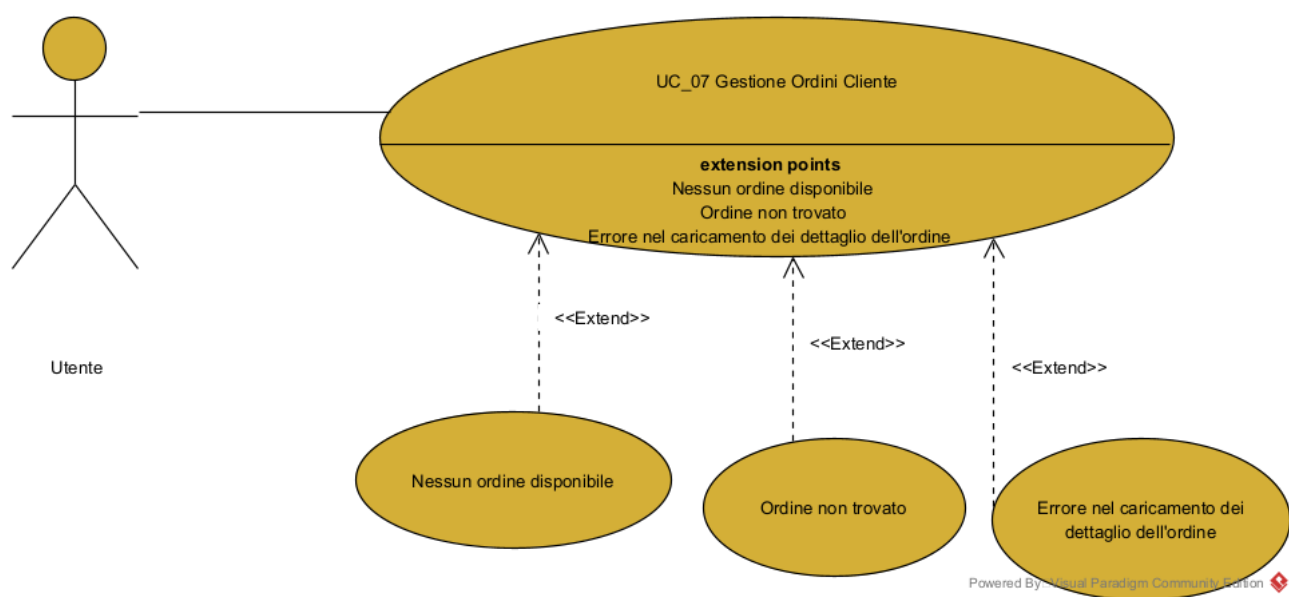 UC_07 Gestione Ordini Cliente
extension points
Nessun ordine disponibile
Ordine non trovato
Errore nel caricamento dei dettaglio dell'ordine
<<Extend>>
<<Extend>>
<<Extend>>
Utente
Nessun ordine disponibile
Ordine non trovato
Errore nel caricamento dei
dettaglio dell'ordine
Powered By: Visual Paradigm Community Edition